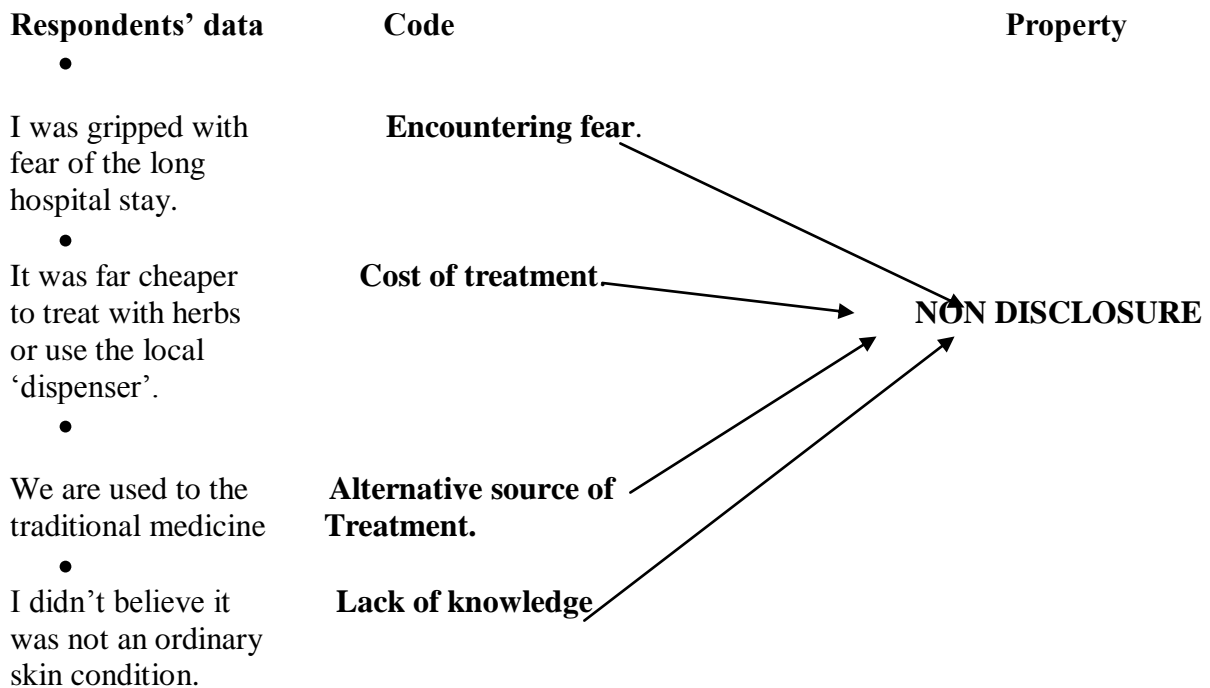 Respondents’ data Code Property
•
I was gripped with Encountering fear.
fear of the long
hospital stay.
•
It was far cheaper Cost of treatment.
to treat with herbs NON DISCLOSURE
or use the local
‘dispenser’.
•
We are used to the Alternative source of
traditional medicine Treatment.
•
I didn’t believe it Lack of knowledge
was not an ordinary
skin condition.